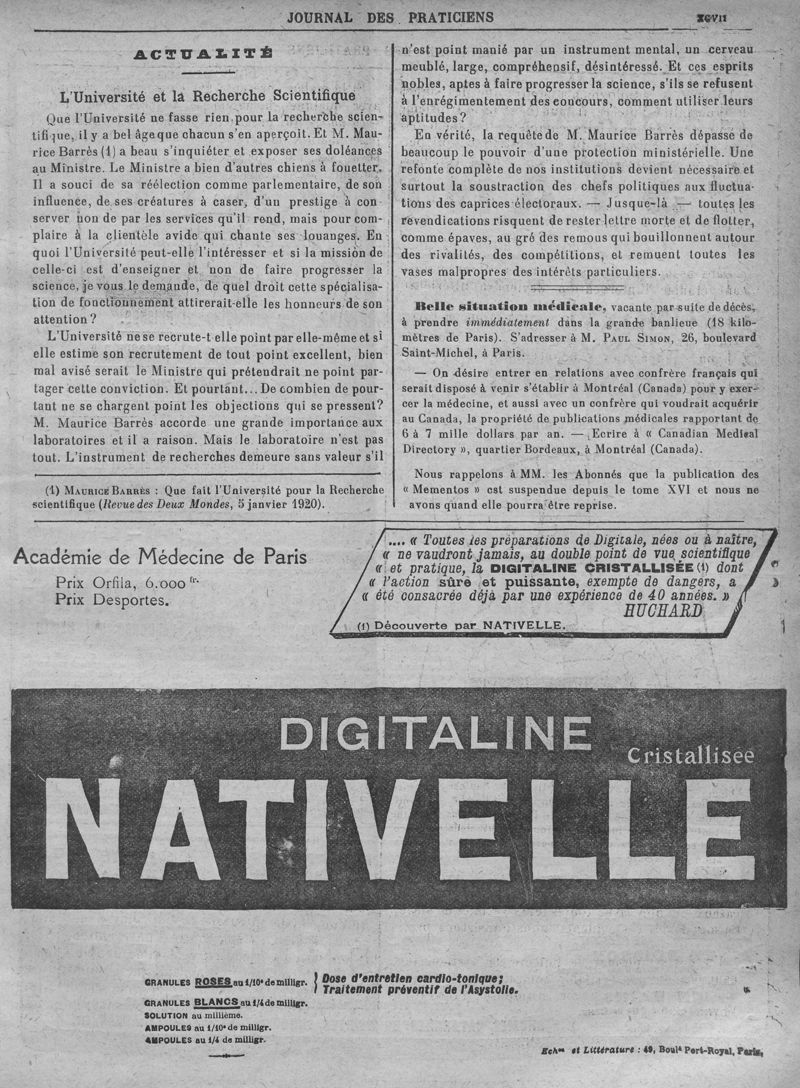 JOURNAL DES PRATICIENS
XCVII
ACTUALITÉ
L'Université et la Recherche Scientifique
Que l'Université ne fasse rien pour la recherche scien-
tifique, il y a bel âge que chacun s'en aperçoit. Et M. Mau-
rice Barrès (1) a beau s'inquiéter et exposer ses doléances
au Ministre. Le Ministre a bien d'autres chiens à fouetter.
Il a souci de sa réélection comme parlementaire, de son
influence, de ses créatures à caser, d'un prestige à con
server non de par les services qu'il rend, mais pour com-
plaire à la clientèle avide qui chante ses louanges. En
quoi l'Université peut-elle l'intéresser et si la mission de
celle-ci est d'enseigner et non de faire progresser la
science, je vous le demande, de quel droit cette spécialisa-
tion de fonctionnement attirerait-elle les honneurs de son
attention ?
L'Université ne se recrute-t elle point par elle-même et si
elle estime son recrutement de tout point excellent, bien
mal avisé serait le Ministre qui prétendrait ne point par-
tager cette conviction. Et pourtant... De combien de pour-
tant ne se chargent point les objections qui se pressent?
M. Maurice Barrès accorde une grande importance aux
laboratoires et il a raison. Mais le laboratoire n'est pas
tout. L'instrument de recherches demeure sans valeur s'il
(1) MAURICE BARRÈS : Que fait l'Université pour la Recherche
scientifique (Revue des Deux Mondes, 5 janvier 1920).
n'est point manié par un instrument mental, un cerveau
meublé, large, compréhensif, désintéressé. Et ces esprits
nobles, aptes à faire progresser la science, s'ils se refusent
à l'enrégimentement des concours, comment utiliser leurs
aptitudes ?
En vérité, la requête de M. Maurice Barrès dépasse de
beaucoup le pouvoir d'une protection ministérielle. Une
refonte complète de nos institutions devient nécessaire et
surtout la soustraction des chefs politiques aux fluctua-
tions des caprices électoraux. — Jusque-là — toutes les
revendications risquent de rester lettre morte et de flotter,
comme épaves, au gré des remous qui bouillonnent autour
des rivalités, des compétitions, et remuent toutes les
vases malpropres des intérêts particuliers.
Belle situation médicale, vacante par suite de décès,
à prendre immédiatement dans la grande banlieue (18 kilo-
mètres de Paris). S'adresser à M. PAUL SIMON, 26, boulevard
Saint-Michel, à Paris.
— On désire entrer en relations avec confrère français qui
serait disposé à venir s'établir à Montréal (Canada) pour y exer-
cer la médecine, et aussi avec un confrère qui voudrait acquérir
au Canada, la propriété de publications médicales rapportant de
6 à 7 mille dollars par an. — Ecrire à « Canadian Medical
Directory », quartier Bordeaux, à Montréal (Canada).
Nous rappelons à MM. les Abonnés que la publication des
« Mementos » est suspendue depuis le tome XVI et nous ne
avons quand elle pourra être reprise.
Académie de Médecine de Paris
Prix Orfila, 6.000 fr.
Prix Desportes.
.... « Toutes les préparations de Digitale, nées ou à naître,
« ne vaudront jamais, au double point de vue scientifique
« et pratique, la DIGITALINE CRISTALLISÉE (1) dont
« l'action sûre et puissante, exempte de dangers, a
« été consacrée déjà par une expérience de 40 années. »
HUCHARD
(1) Découverte par NATIVELLE.
DIGITALINE
Cristallisée
NATIVELLE
GRANULES ROSES au 1/10e de milligr. } Dose d'entretien cardio-tonique;
Traitement préventif de l'Asystolie.
GRANULES BLANCS au 1/4 de milligr.
SOLUTION au millième.
AMPOULES au 1/10e de milligr.
AMPOULES au 1/4 de milligr.
Echons et Littérature : 49, Bould Port-Royal, Paris,